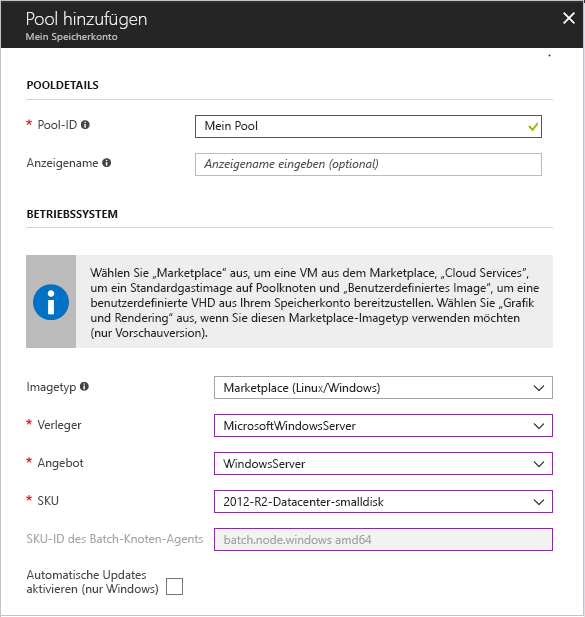 Pool hinzufügen
Mein Speicherkonto
POOLDETAILS
* Pool-ID
Mein Pool
Anzeigename
Anzeigename eingeben (optional)
BETRIEBSSYSTEM
Wählen Sie „Marketplace“ aus, um eine VM aus dem Marketplace, „Cloud Services“,
um ein Standardgastimage auf Poolknoten und „Benutzerdefiniertes Image“, um eine
benutzerdefinierte VHD aus Ihrem Speicherkonto bereitzustellen. Wählen Sie „Grafik
und Rendering“ aus, wenn Sie diesen Marketplace-Imagetyp verwenden möchten
(nur Vorschauversion).
Imagetyp
Marketplace (Linux/Windows)
* Verleger
MicrosoftWindowsServer
* Angebot
WindowsServer
* SKU
2012-R2-Datacenter-smalldisk
SKU-ID des Batch-Knoten-Agents
batch.node.windows amd64
Automatische Updates
aktivieren (nur Windows)